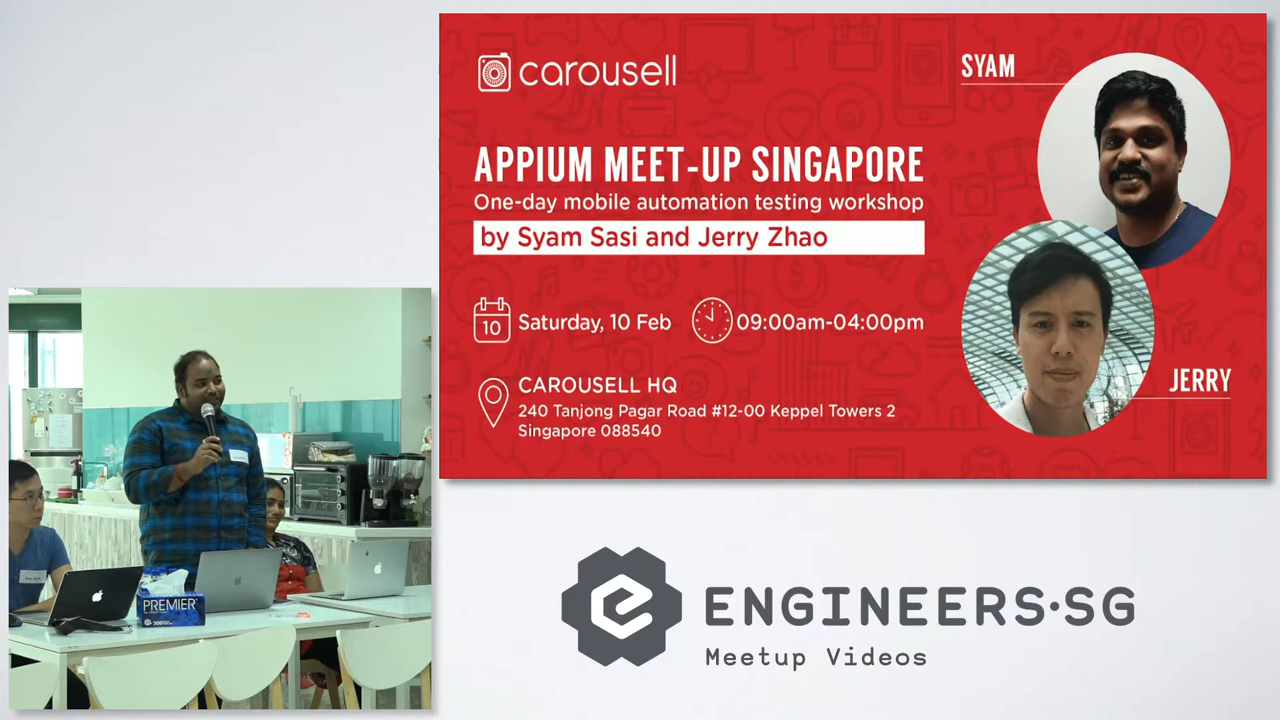 carousell
SYAM
APPIUM MEET-UP SINGAPORE
One-day mobile automation testing workshop
by Syam Sasi and Jerry Zhao
10
Saturday, 10 Feb
09:00am-04:00pm
CAROUSELL HQ
240 Tanjong Pagar Road #12-00 Keppel Towers 2
Singapore 088540
JERRY
PREMIER
ENGINEERS·SG
Meetup Videos